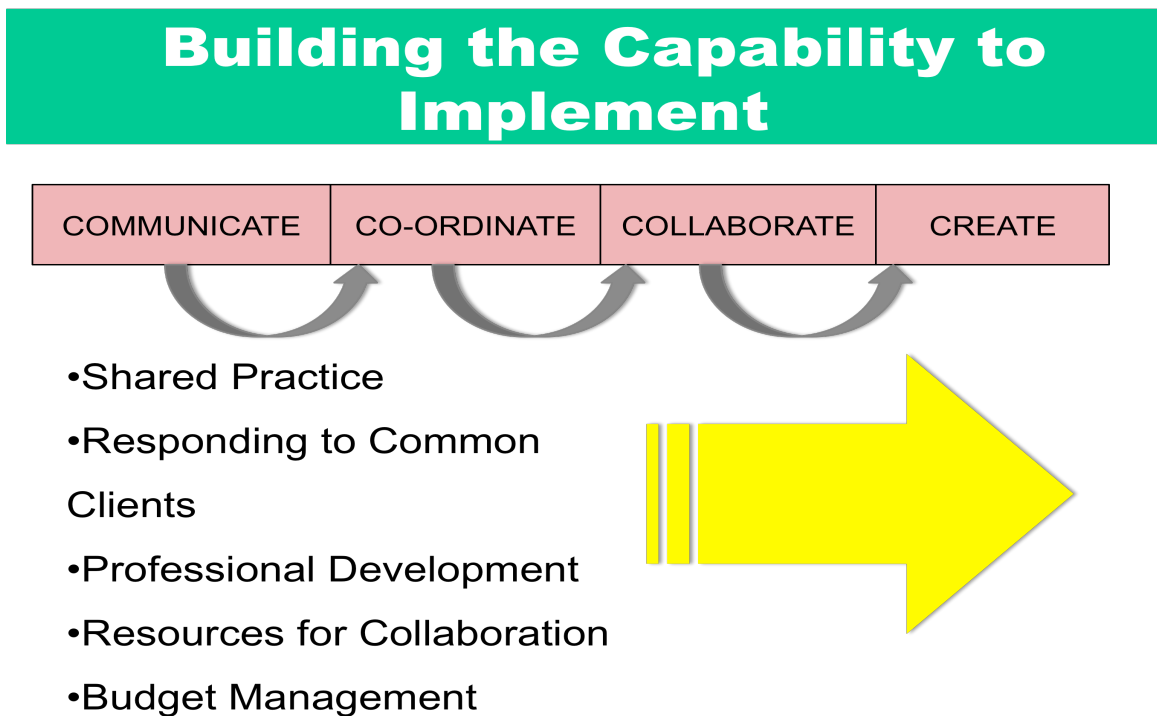 Building the Capability to
Implement
COMMUNICATE CO-ORDINATE COLLABORATE CREATE
•Shared Practice
•Responding to Common
Clients
•Professional Development
•Resources for Collaboration
•Budget Management